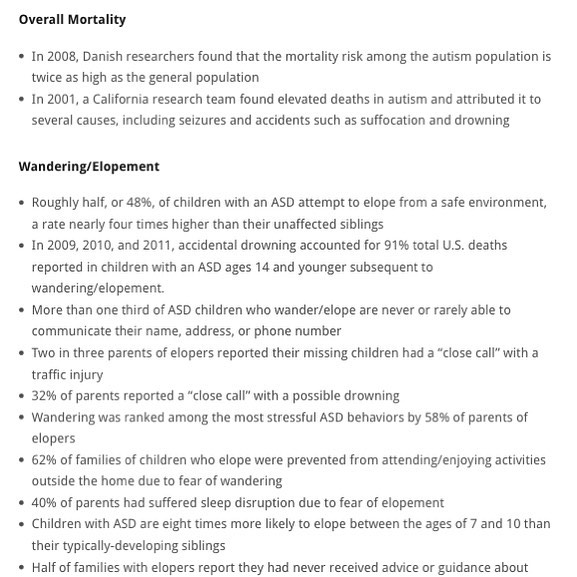 Overall Mortality
• In 2008, Danish researchers found that the mortality risk among the autism population is
twice as high as the general population
• In 2001, a California research team found elevated deaths in autism and attributed it to
several causes, including seizures and accidents such as suffocation and drowning
Wandering/Elopement
• Roughly half, or 48%, of children with an ASD attempt to elope from a safe environment,
a rate nearly four times higher than their unaffected siblings
• In 2009, 2010, and 2011, accidental drowning accounted for 91% total U.S. deaths
reported in children with an ASD ages 14 and younger subsequent to
wandering/elopement.
• More than one third of ASD children who wander/elope are never or rarely able to
communicate their name, address, or phone number
• Two in three parents of elopers reported their missing children had a “close call” with a
traffic injury
• 32% of parents reported a “close call” with a possible drowning
• Wandering was ranked among the most stressful ASD behaviors by 58% of parents of
elopers
• 62% of families of children who elope were prevented from attending/enjoying activities
outside the home due to fear of wandering
• 40% of parents had suffered sleep disruption due to fear of elopement
• Children with ASD are eight times more likely to elope between the ages of 7 and 10 than
their typically-developing siblings
• Half of families with elopers report they had never received advice or guidance about